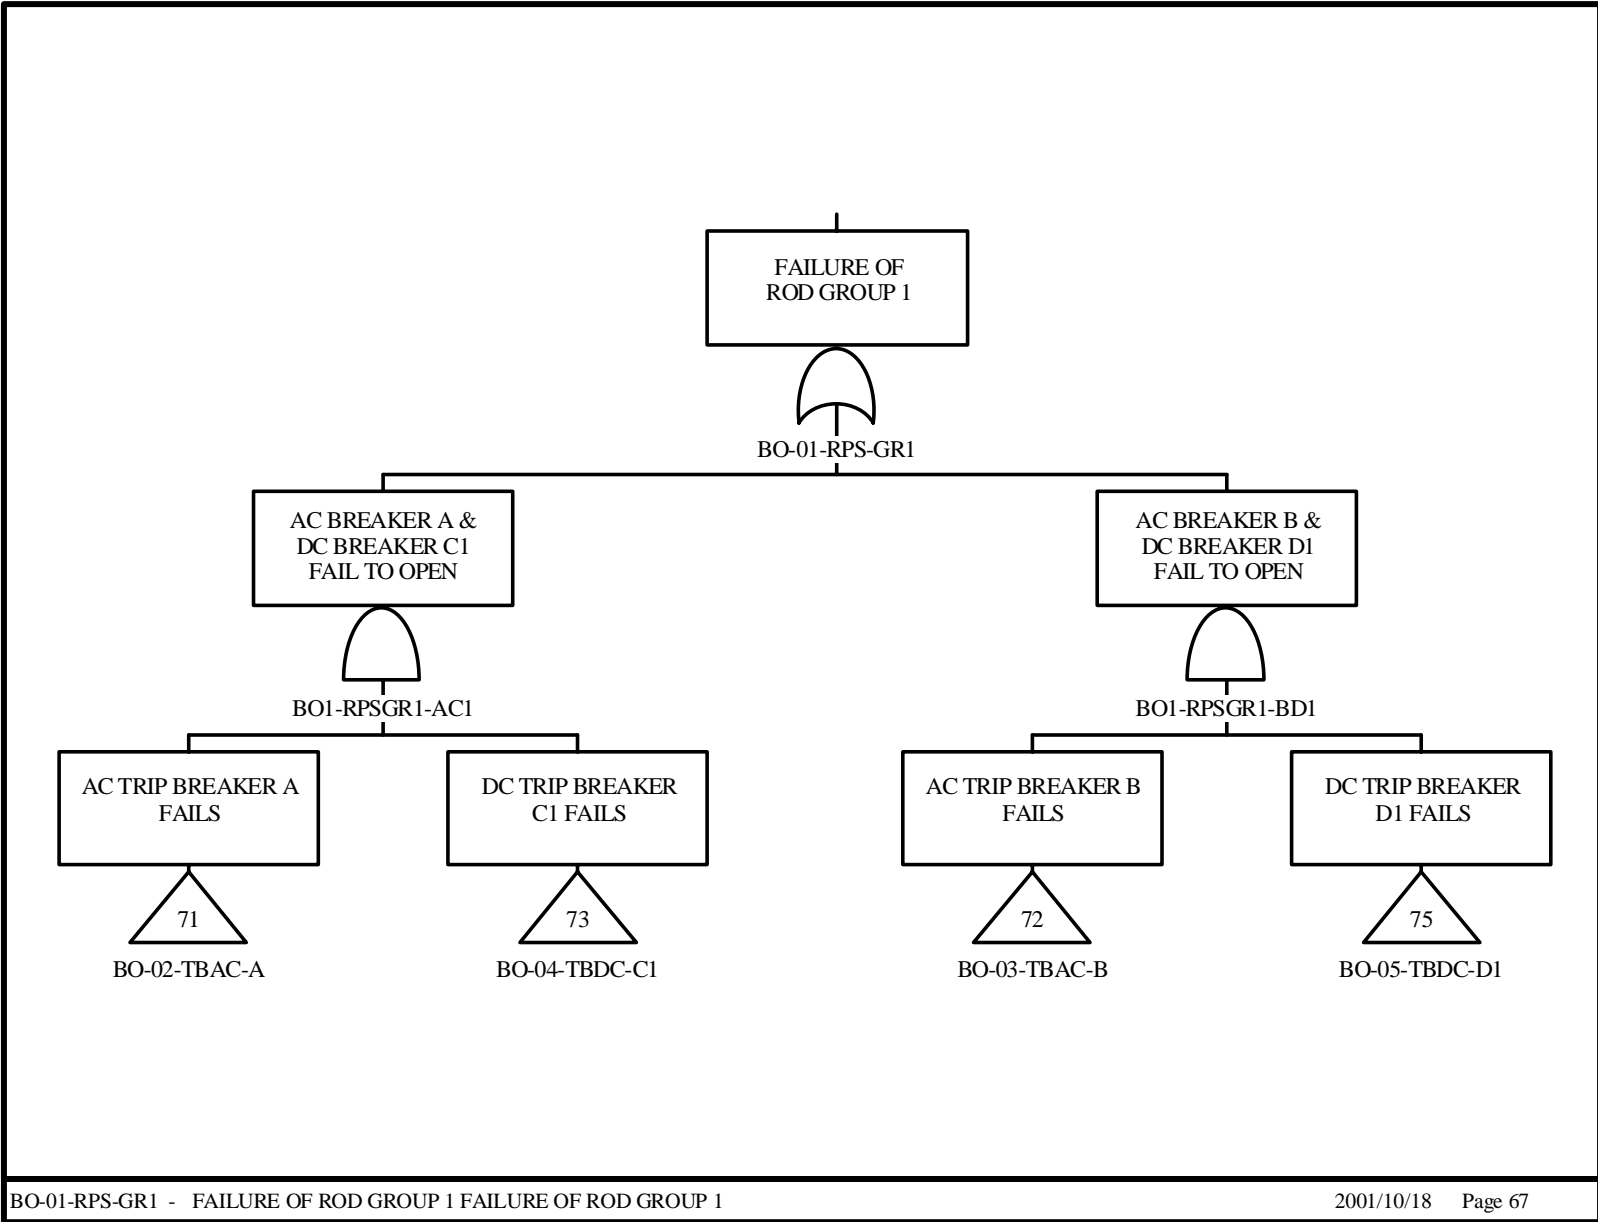 FAILURE OF
ROD GROUP 1
BO-01-RPS-GR1
AC BREAKER A &
DC BREAKER C1
FAIL TO OPEN
AC BREAKER B &
DC BREAKER D1
FAIL TO OPEN
BO1-RPSGR1-AC1
BO1-RPSGR1-BD1
AC TRIP BREAKER A
FAILS
DC TRIP BREAKER
C1 FAILS
AC TRIP BREAKER B
FAILS
DC TRIP BREAKER
D1 FAILS
71
73
72
75
BO-02-TBAC-A
BO-04-TBDC-C1
BO-03-TBAC-B
BO-05-TBDC-D1
BO-01-RPS-GR1 - FAILURE OF ROD GROUP 1 FAILURE OF ROD GROUP 1
2001/10/18 Page 67